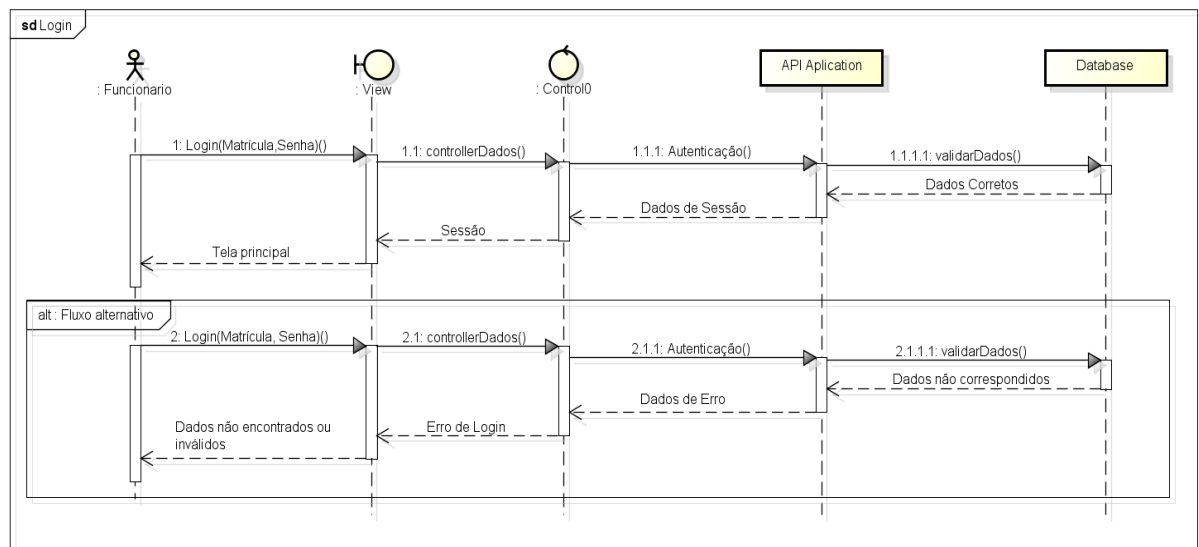 sd Login
: Funcionario
: View
: Control0
API Aplication
Database
1: Login(Matrícula,Senha)()
1.1: controllerDados()
1.1.1: Autenticação()
1.1.1.1: validarDados()
Dados Corretos
Dados de Sessão
Sessão
Tela principal
alt : Fluxo alternativo
2: Login(Matrícula, Senha)()
2.1: controllerDados()
2.1.1: Autenticação()
2.1.1.1: validarDados()
Dados não correspondidos
Dados de Erro
Erro de Login
Dados não encontrados ou
inválidos